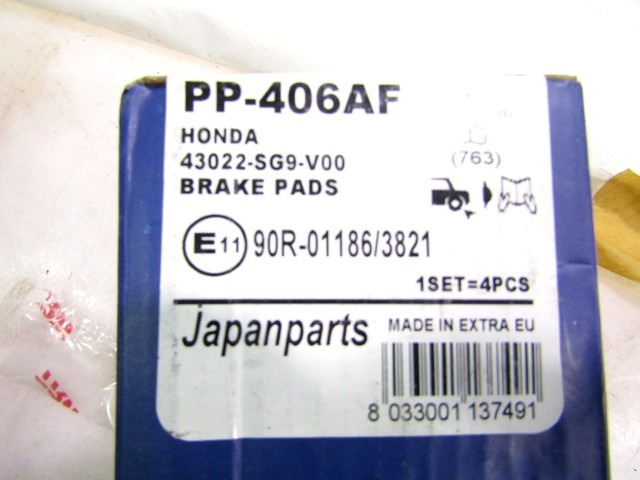 PP-406AF
HONDA
43022-SG9-V00
BRAKE PADS
(763)
E11 90R-01186/3821
1SET=4PCS
Japanparts
MADE IN EXTRA EU
8 033001 137491